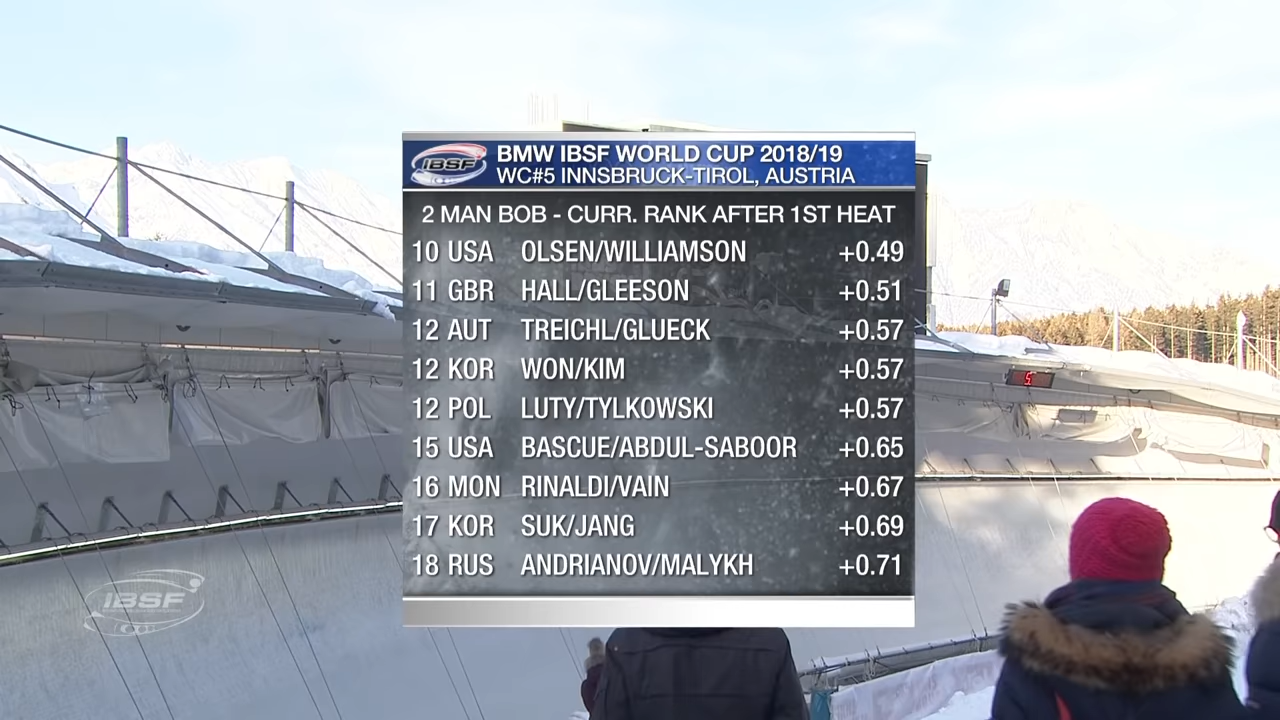 IBSF
BMW IBSF WORLD CUP 2018/19
WC#5 INNSBRUCK-TIROL, AUSTRIA
2 MAN BOB - CURR. RANK AFTER 1ST HEAT
10 USA OLSEN/WILLIAMSON +0.49
11 GBR HALL/GLEESON +0.51
12 AUT TREICHL/GLUECK +0.57
12 KOR WON/KIM +0.57
12 POL LUTY/TYLKOWSKI +0.57
15 USA BASCUE/ABDUL-SABOOR +0.65
16 MON RINALDI/VAIN +0.67
17 KOR SUK/JANG +0.69
18 RUS ANDRIANOV/MALYKH +0.71
IBSF